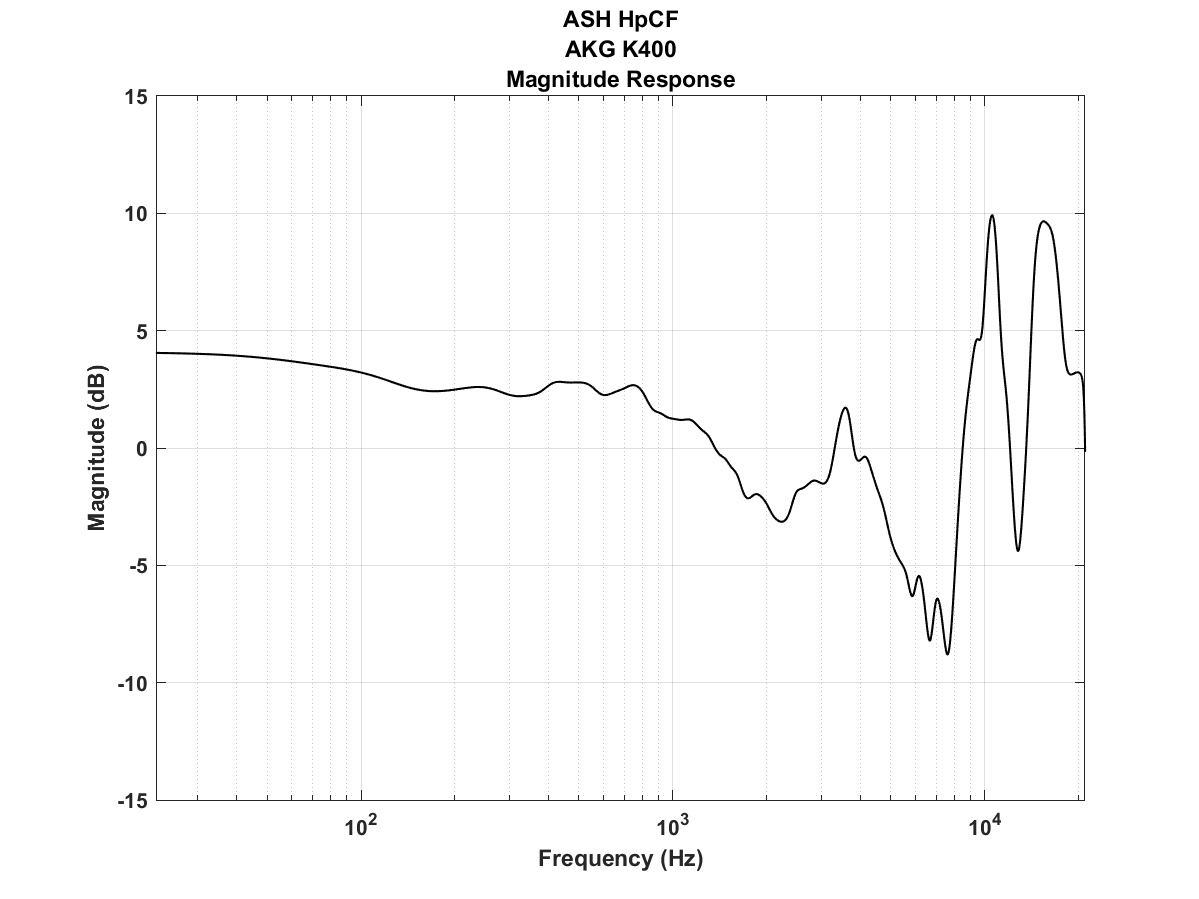 ASH HpCF
AKG K400
Magnitude Response
15
10
5
0
-5
-10
-15
Magnitude (dB)
10² 10³ 10⁴
Frequency (Hz)